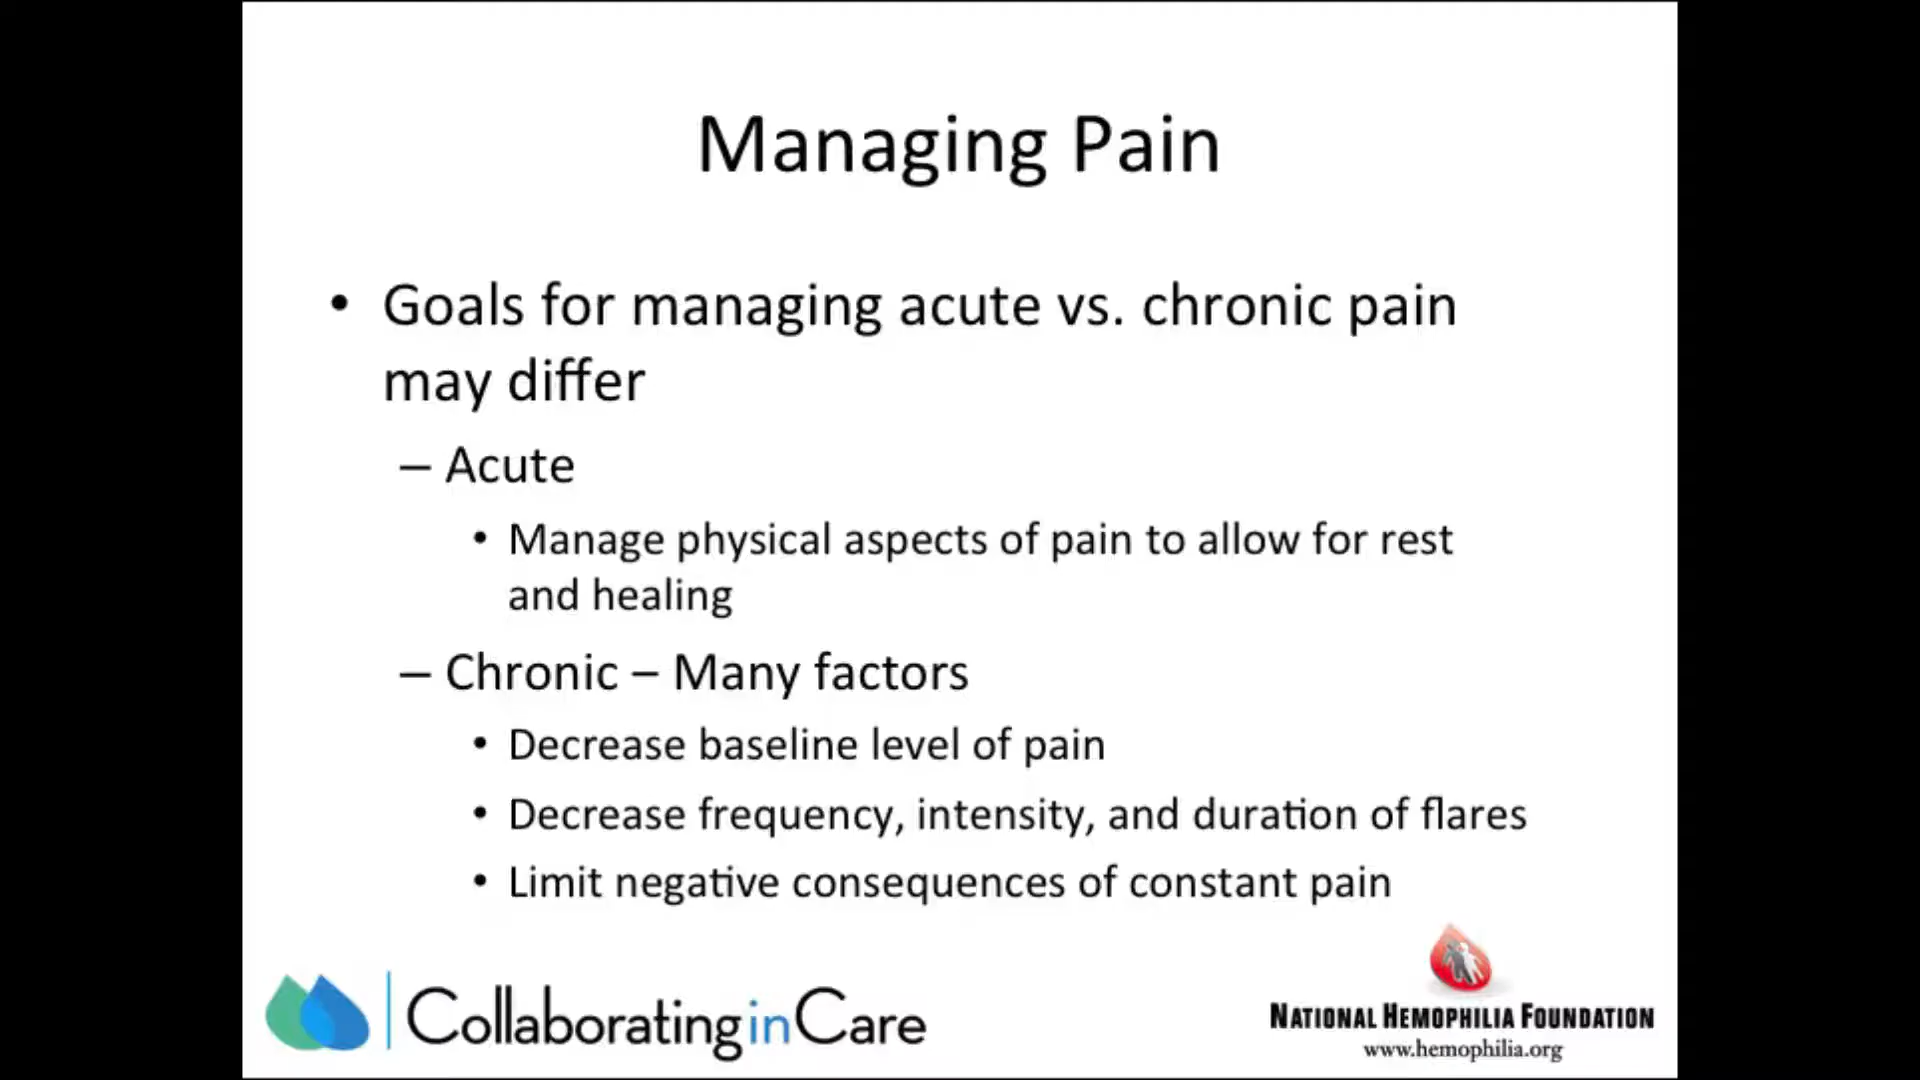 Managing Pain
• Goals for managing acute vs. chronic pain
may differ
– Acute
• Manage physical aspects of pain to allow for rest
and healing
– Chronic – Many factors
• Decrease baseline level of pain
• Decrease frequency, intensity, and duration of flares
• Limit negative consequences of constant pain
CollaboratinginCare
NATIONAL HEMOPHILIA FOUNDATION
www.hemophilia.org